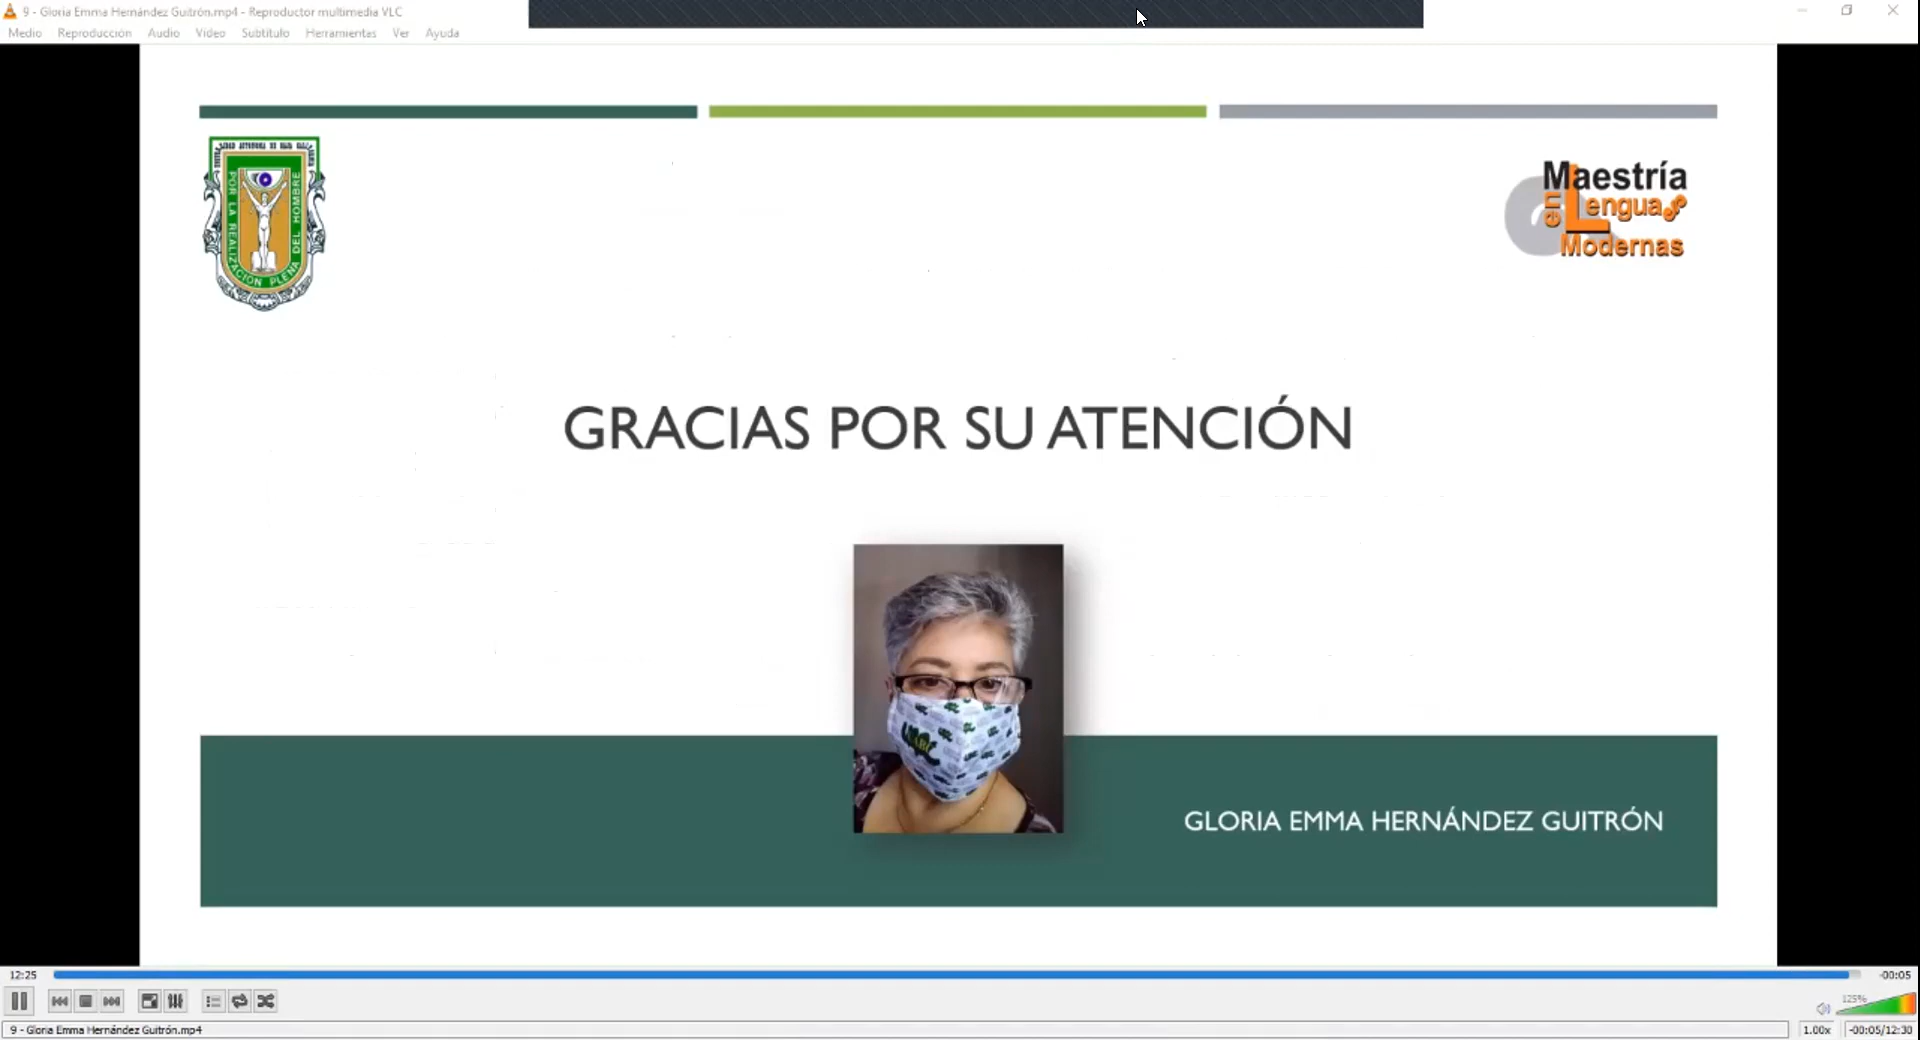 9 - Gloria Emma Hernández Guitrón.mp4 - Reproductor multimedia VLC
Medio Reproducción Audio Video Subtítulo Herramientas Ver Ayuda
POR LA REALIZACIÓN PLENA DEL HOMBRE
Maestría
en Lenguas
Modernas
GRACIAS POR SU ATENCIÓN
GLORIA EMMA HERNÁNDEZ GUITRÓN
12:25 -00:05
125%
9 - Gloria Emma Hernández Guitrón.mp4 1.00x -00:05/12:30